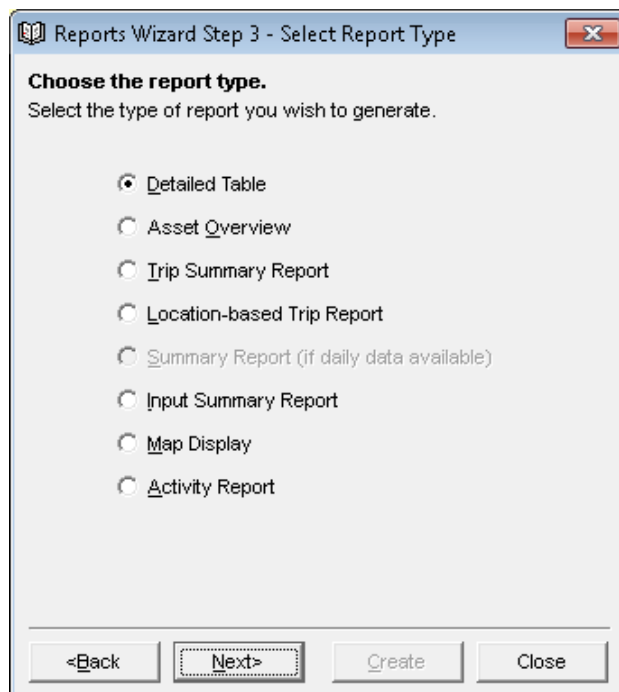 Reports Wizard Step 3 - Select Report Type
Choose the report type.
Select the type of report you wish to generate.
Detailed Table
Asset Overview
Trip Summary Report
Location-based Trip Report
Summary Report (if daily data available)
Input Summary Report
Map Display
Activity Report
<Back Next> Create Close